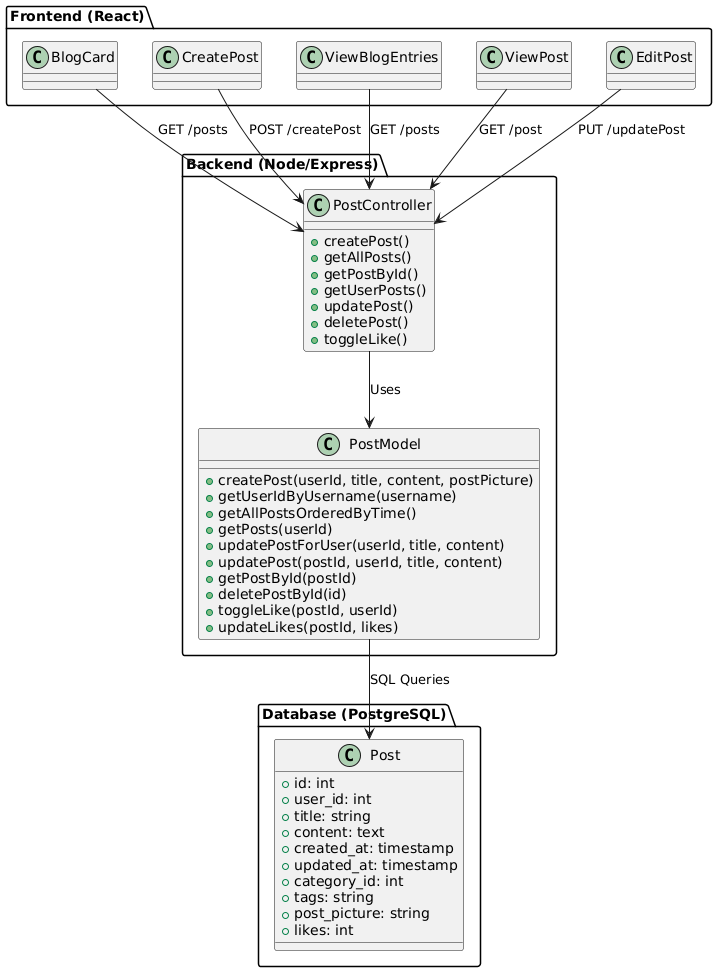 Frontend (React)
C BlogCard
C CreatePost
C ViewBlogEntries
C ViewPost
C EditPost
GET /posts
POST /createPost
GET /posts
GET /post
PUT /updatePost
Backend (Node/Express)
C PostController
createPost()
getAllPosts()
getPostById()
getUserPosts()
updatePost()
deletePost()
toggleLike()
Uses
C PostModel
createPost(userId, title, content, postPicture)
getUserIdByUsername(username)
getAllPostsOrderedByTime()
getPosts(userId)
updatePostForUser(userId, title, content)
updatePost(postId, userId, title, content)
getPostById(postId)
deletePostById(id)
toggleLike(postId, userId)
updateLikes(postId, likes)
SQL Queries
Database (PostgreSQL)
C Post
id: int
user_id: int
title: string
content: text
created_at: timestamp
updated_at: timestamp
category_id: int
tags: string
post_picture: string
likes: int